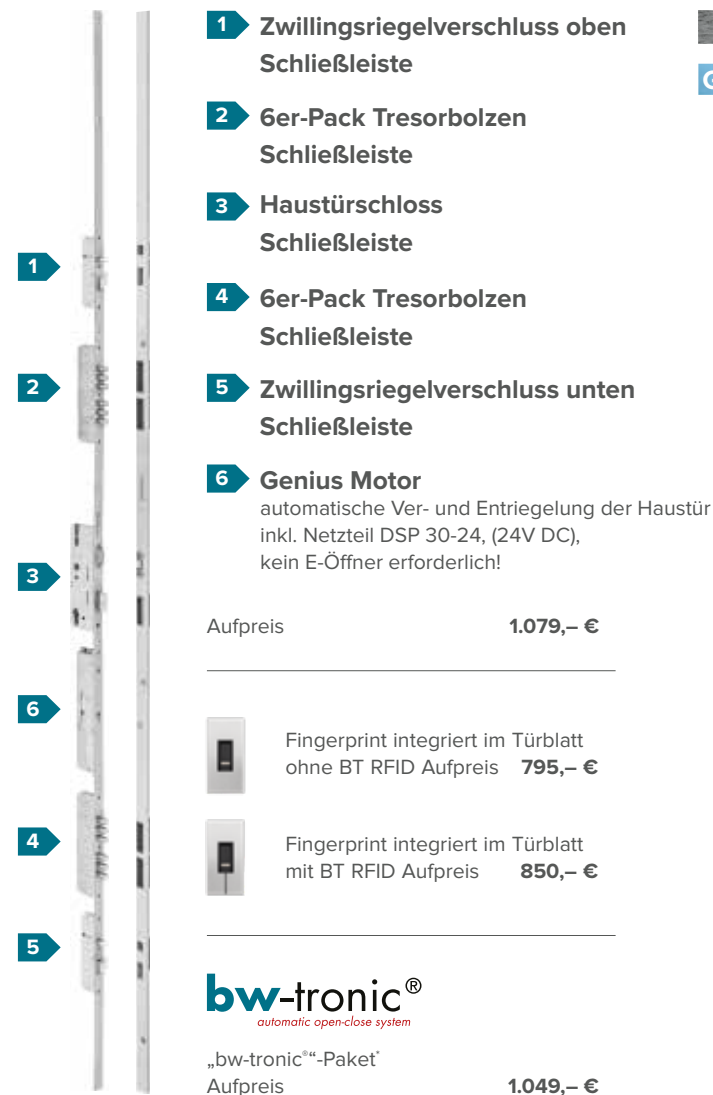 1 Zwillingsriegelverschluss oben
Schließleiste
2 6er-Pack Tresorbolzen
Schließleiste
3 Haustürschloss
Schließleiste
4 6er-Pack Tresorbolzen
Schließleiste
5 Zwillingsriegelverschluss unten
Schließleiste
6 Genius Motor
automatische Ver- und Entriegelung der Haustür
inkl. Netzteil DSP 30-24, (24V DC),
kein E-Öffner erforderlich!
Aufpreis 1.079,– €
Fingerprint integriert im Türblatt
ohne BT RFID Aufpreis 795,– €
Fingerprint integriert im Türblatt
mit BT RFID Aufpreis 850,– €
bw-tronic®
automatic open-close system
„bw-tronic®“-Paket*
Aufpreis 1.049,– €
1
2
3
6
4
5